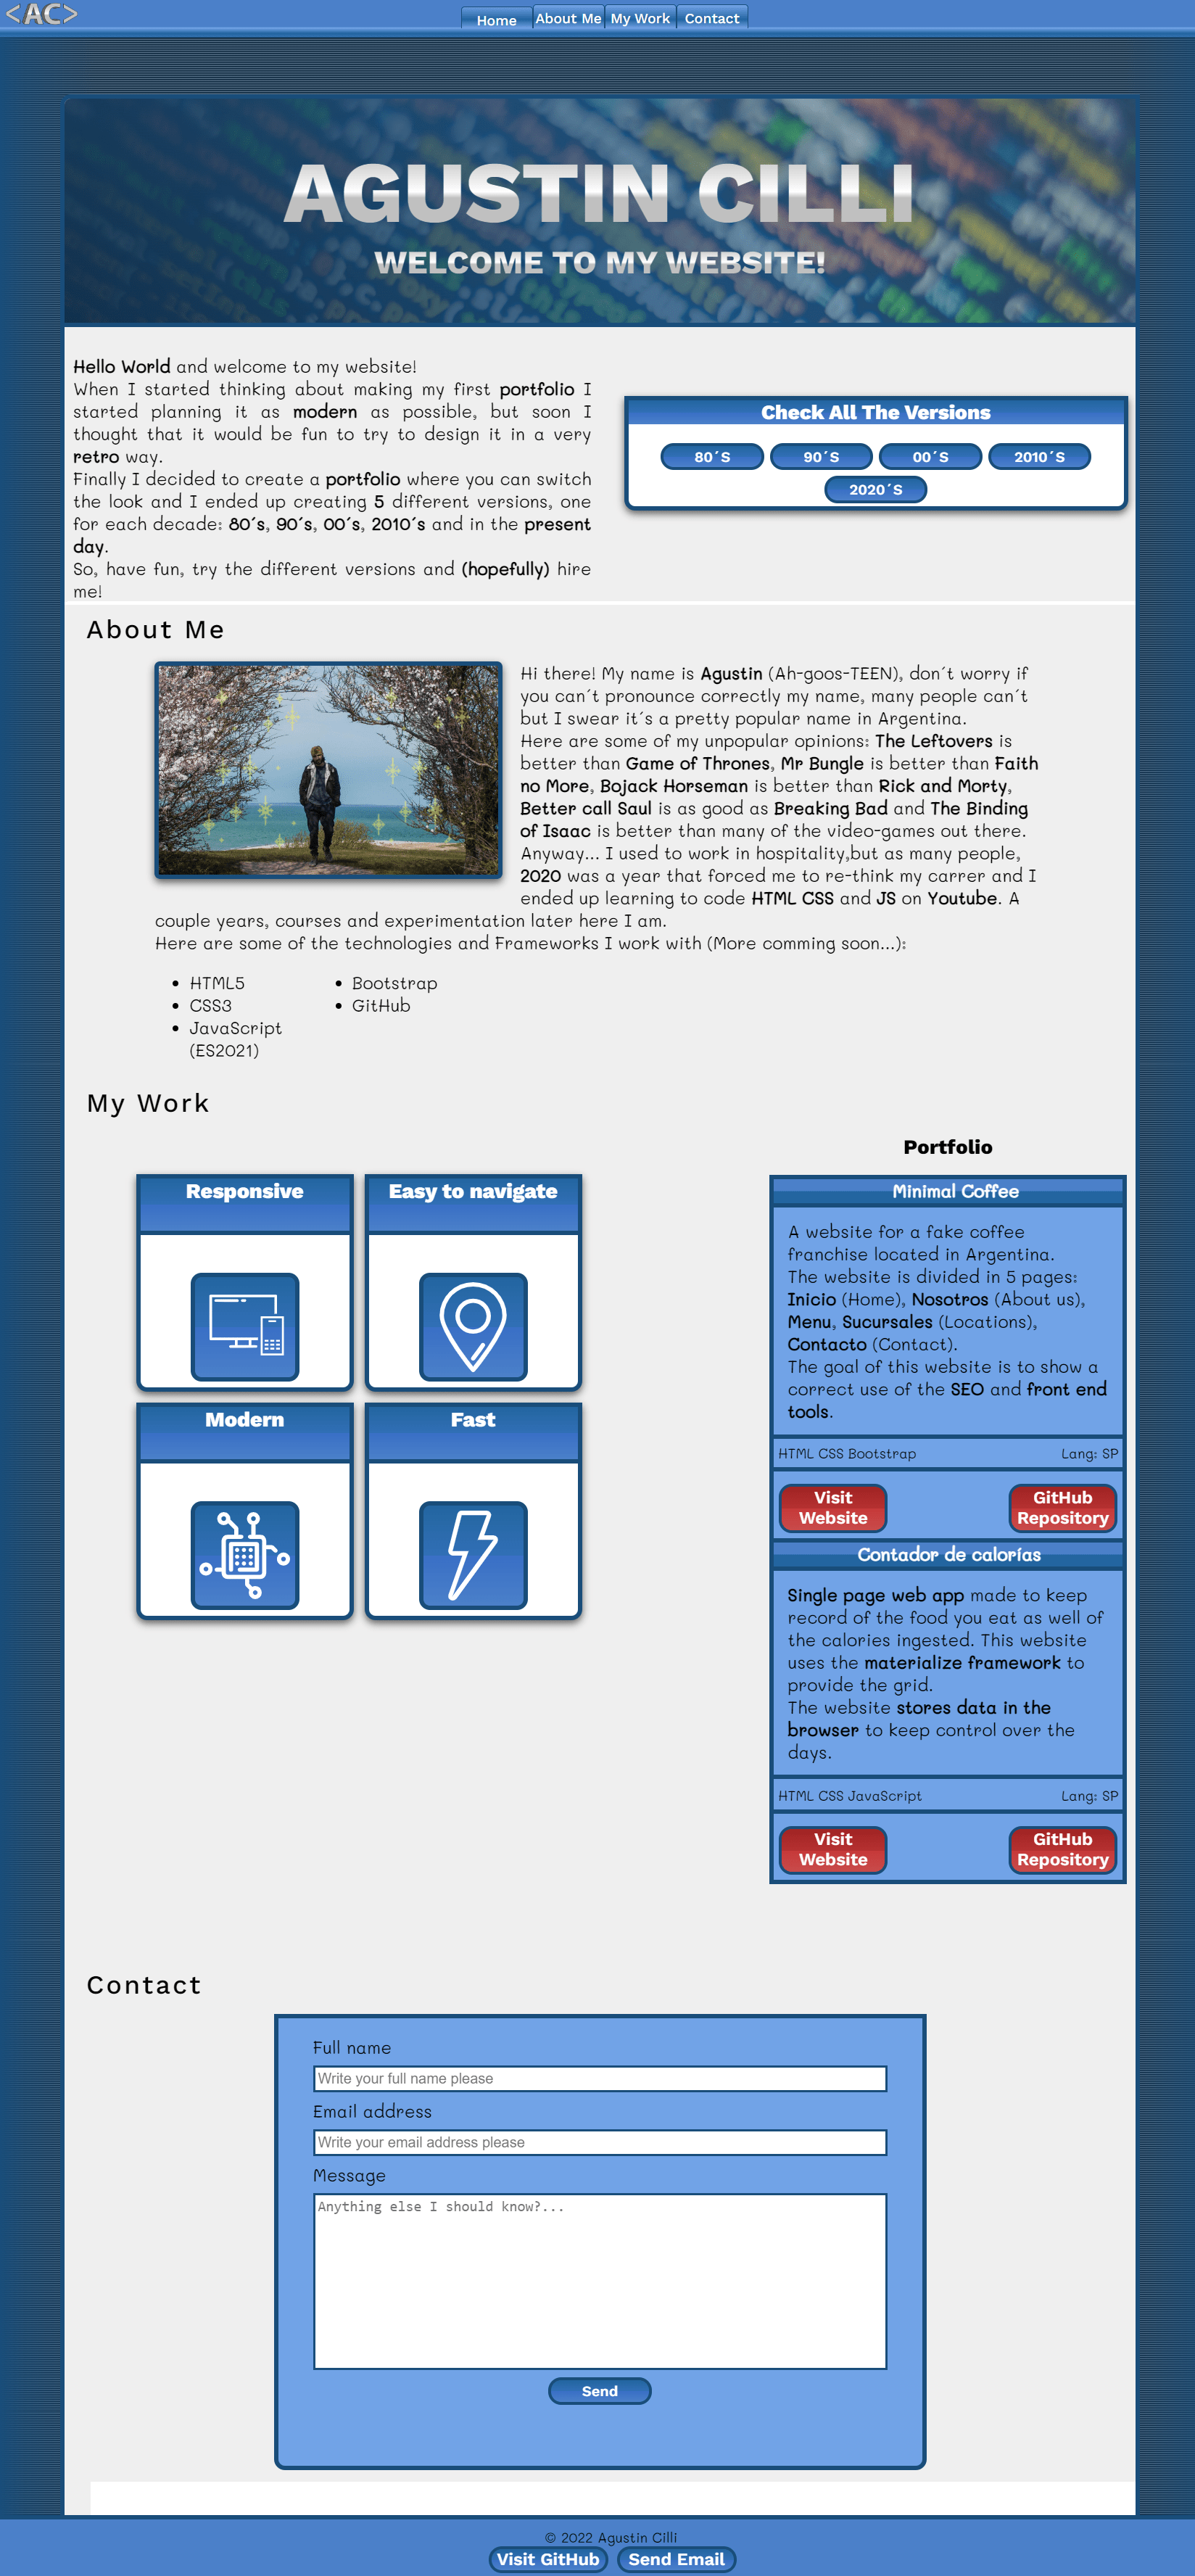 <AC>
Home
About Me
My Work
Contact
AGUSTIN CILLI
WELCOME TO MY WEBSITE!
Hello World and welcome to my website!
When I started thinking about making my first portfolio I
started planning it as modern as possible, but soon I
thought that it would be fun to try to design it in a very
retro way.
Finally I decided to create a portfolio where you can switch
the look and I ended up creating 5 different versions, one
for each decade: 80´s, 90´s, 00´s, 2010´s and in the present
day.
So, have fun, try the different versions and (hopefully) hire
me!
Check All The Versions
80´S
90´S
00´S
2010´S
2020´S
About Me
Hi there! My name is Agustin (Ah-goos-TEEN), don´t worry if
you can´t pronounce correctly my name, many people can´t
but I swear it´s a pretty popular name in Argentina.
Here are some of my unpopular opinions: The Leftovers is
better than Game of Thrones, Mr Bungle is better than Faith
no More, Bojack Horseman is better than Rick and Morty,
Better call Saul is as good as Breaking Bad and The Binding
of Isaac is better than many of the video-games out there.
Anyway... I used to work in hospitality,but as many people,
2020 was a year that forced me to re-think my carrer and I
ended up learning to code HTML CSS and JS on Youtube. A
couple years, courses and experimentation later here I am.
Here are some of the technologies and Frameworks I work with (More comming soon...):
• HTML5
• CSS3
• JavaScript
(ES2021)
• Bootstrap
• GitHub
My Work
Responsive
Easy to navigate
Modern
Fast
Portfolio
Minimal Coffee
A website for a fake coffee
franchise located in Argentina.
The website is divided in 5 pages:
Inicio (Home), Nosotros (About us),
Menu, Sucursales (Locations),
Contacto (Contact).
The goal of this website is to show a
correct use of the SEO and front end
tools.
HTML CSS Bootstrap
Lang: SP
Visit
Website
GitHub
Repository
Contador de calorías
Single page web app made to keep
record of the food you eat as well of
the calories ingested. This website
uses the materialize framework to
provide the grid.
The website stores data in the
browser to keep control over the
days.
HTML CSS JavaScript
Lang: SP
Visit
Website
GitHub
Repository
Contact
Full name
Write your full name please
Email address
Write your email address please
Message
Anything else I should know?...
Send
© 2022 Agustin Cilli
Visit GitHub
Send Email